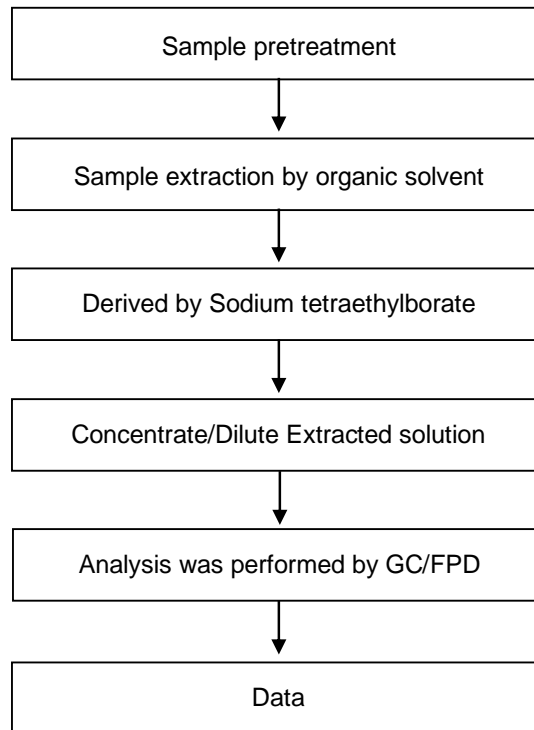 Sample pretreatment
Sample extraction by organic solvent
Derived by Sodium tetraethylborate
Concentrate/Dilute Extracted solution
Analysis was performed by GC/FPD
Data